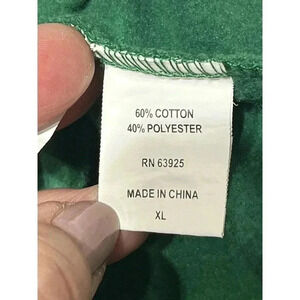 60% COTTON
40% POLYESTER
RN 63925
MADE IN CHINA
XL